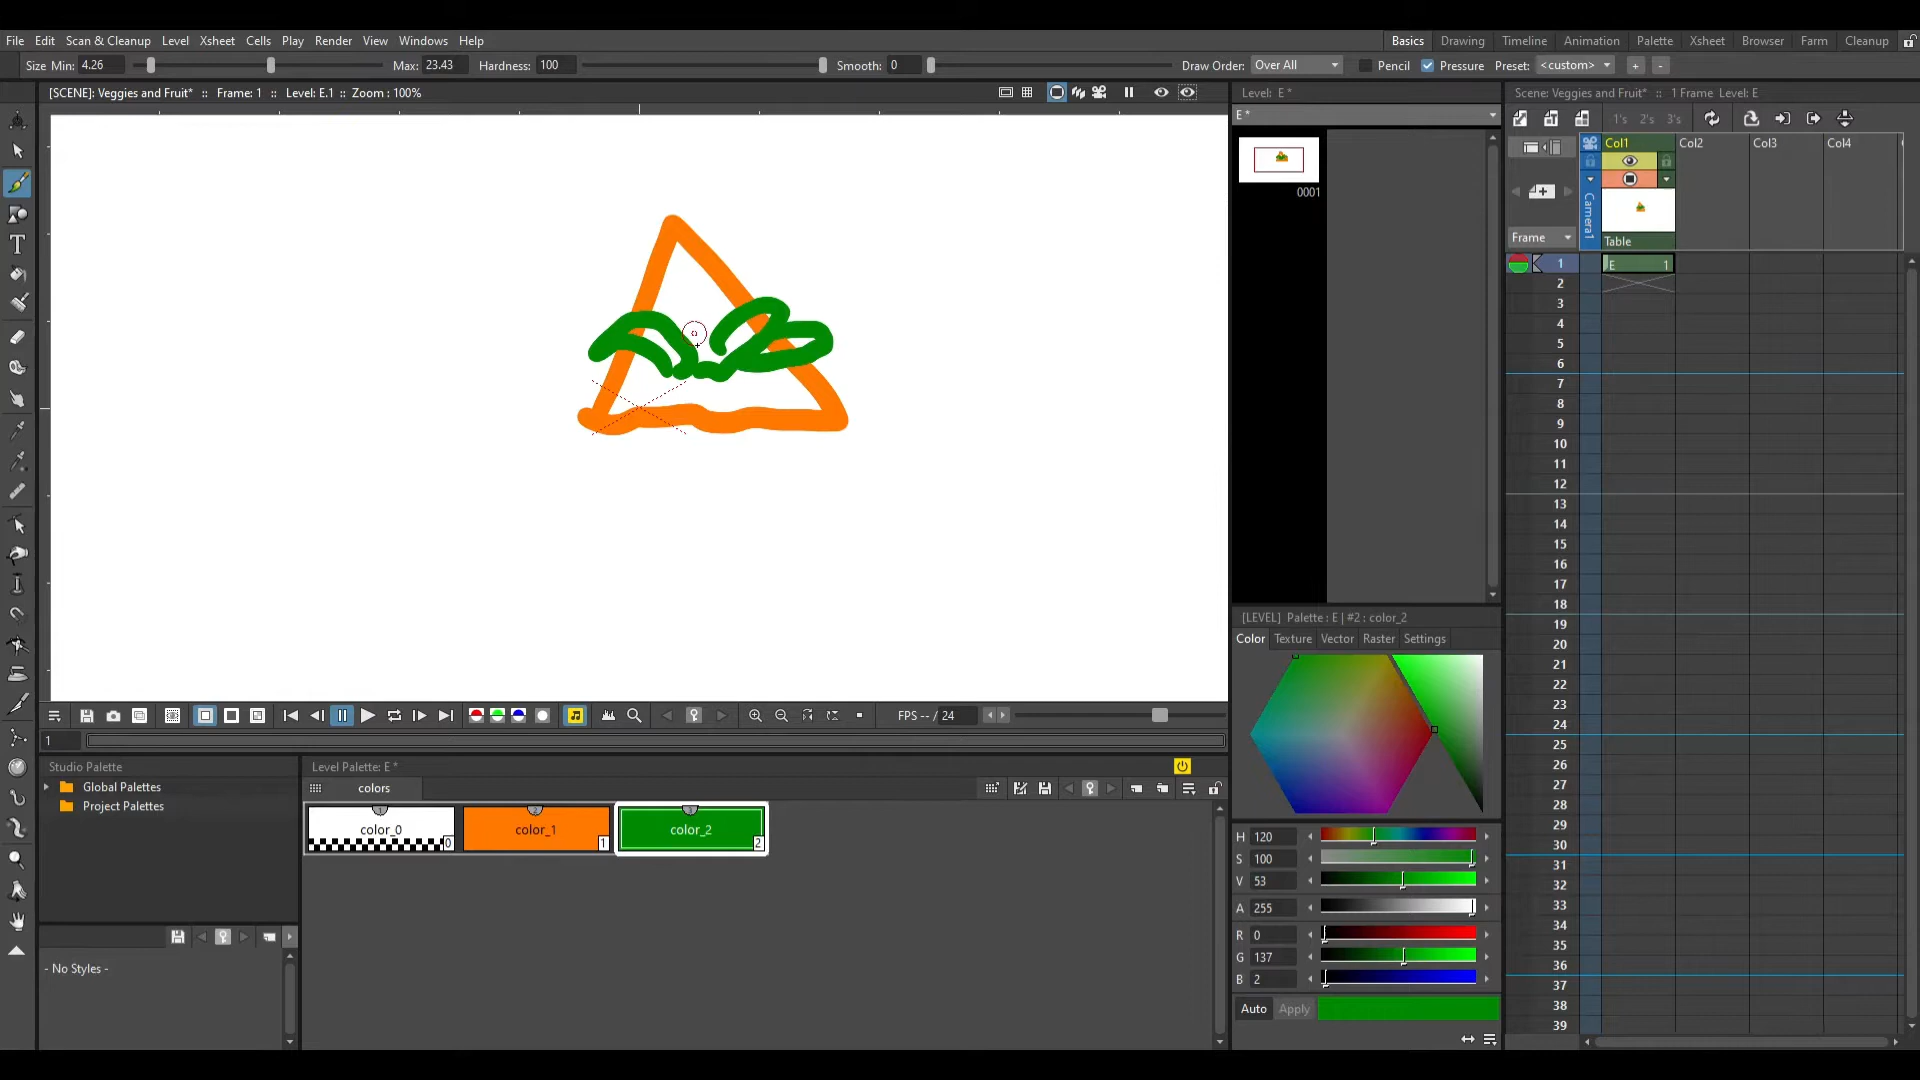 File Edit Scan & Cleanup Level Xsheet Cells Play Render View Windows Help
Basics Drawing Timeline Animation Palette Xsheet Browser Farm Cleanup
Size Min: 4.26 Max: 23.43 Hardness: 100 Smooth: 0 Draw Order: Over All Pencil Pressure Preset: <custom> + -
[SCENE]: Veggies and Fruit* :: Frame: 1 :: Level: E.1 :: Zoom : 100%
Level: E *
E *
0001
Scene: Veggies and Fruit* :: 1 Frame Level: E
1's 2's 3's
Col1 Col2 Col3 Col4
Camera1
Frame
Table
1 E 1
2
3
4
5
6
7
8
9
10
11
12
13
14
15
16
17
18
19
20
21
22
23
24
25
26
27
28
29
30
31
32
33
34
35
36
37
38
39
[LEVEL] Palette : E | #2 : color_2
Color Texture Vector Raster Settings
H 120
S 100
V 53
A 255
R 0
G 137
B 2
Auto Apply
FPS -- / 24
1
Studio Palette
Global Palettes
Project Palettes
- No Styles -
Level Palette: E *
colors
1 2 3
color_0 color_1 color_2
0 1 2